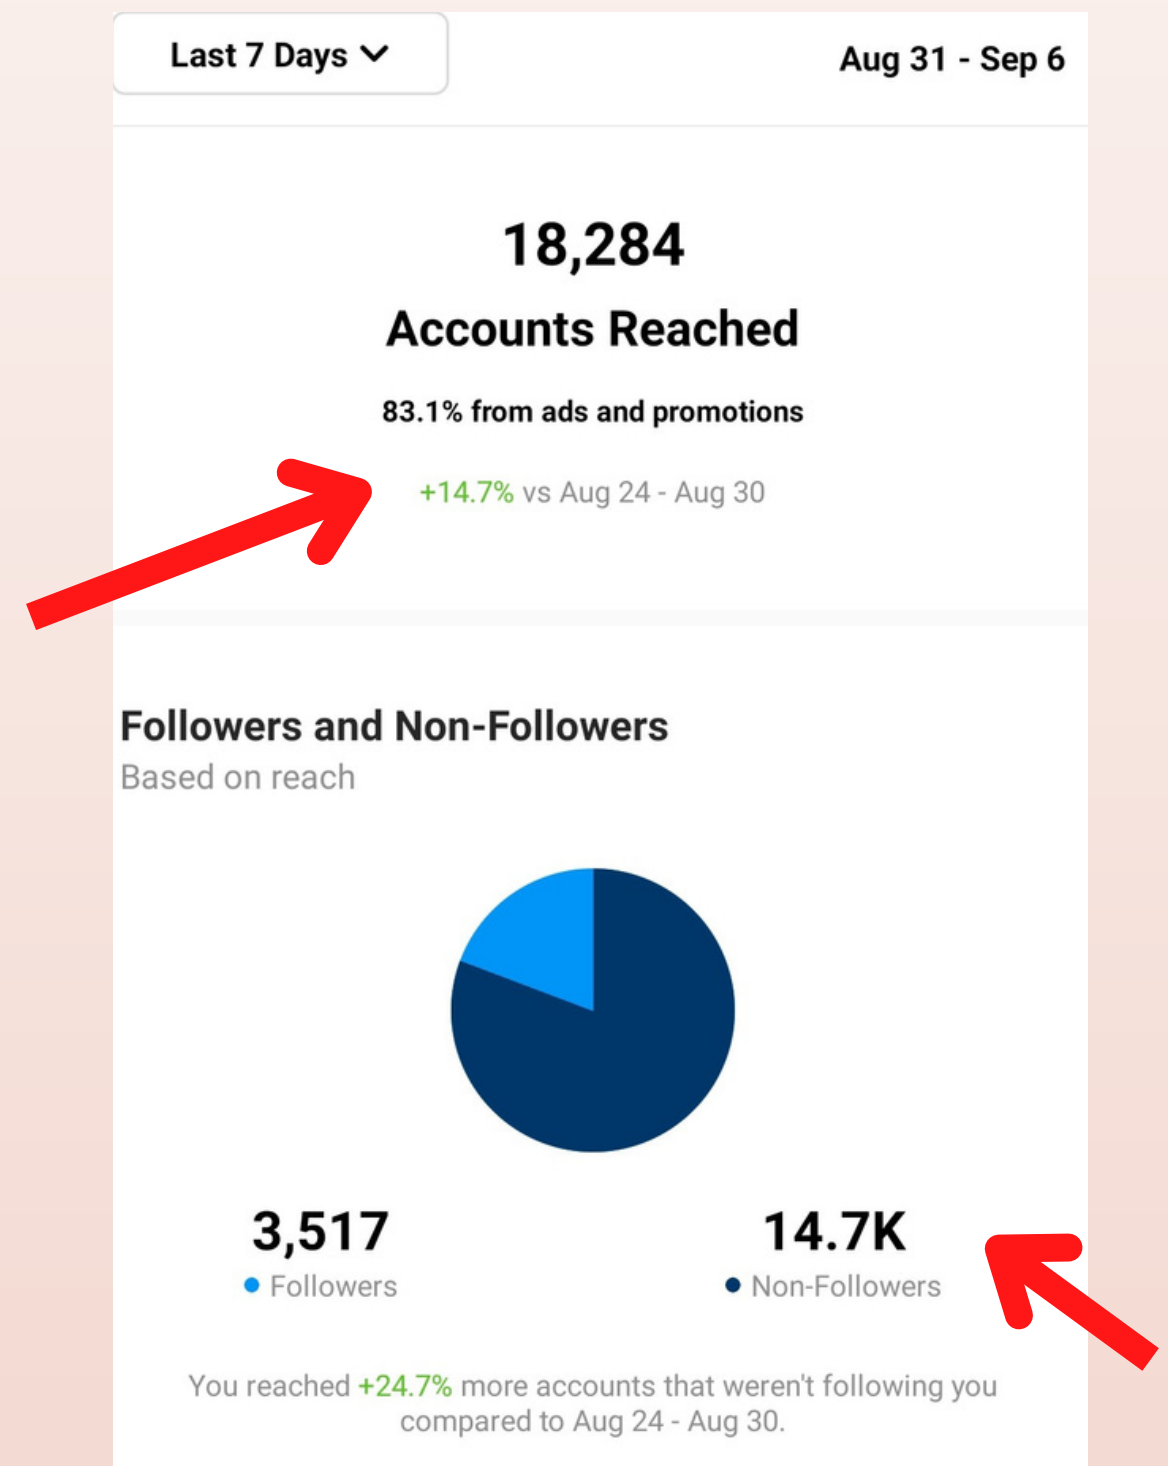 Last 7 Days
Aug 31 - Sep 6
18,284
Accounts Reached
83.1% from ads and promotions
+14.7% vs Aug 24 - Aug 30
Followers and Non-Followers
Based on reach
3,517
Followers
14.7K
Non-Followers
You reached +24.7% more accounts that weren't following you
compared to Aug 24 - Aug 30.